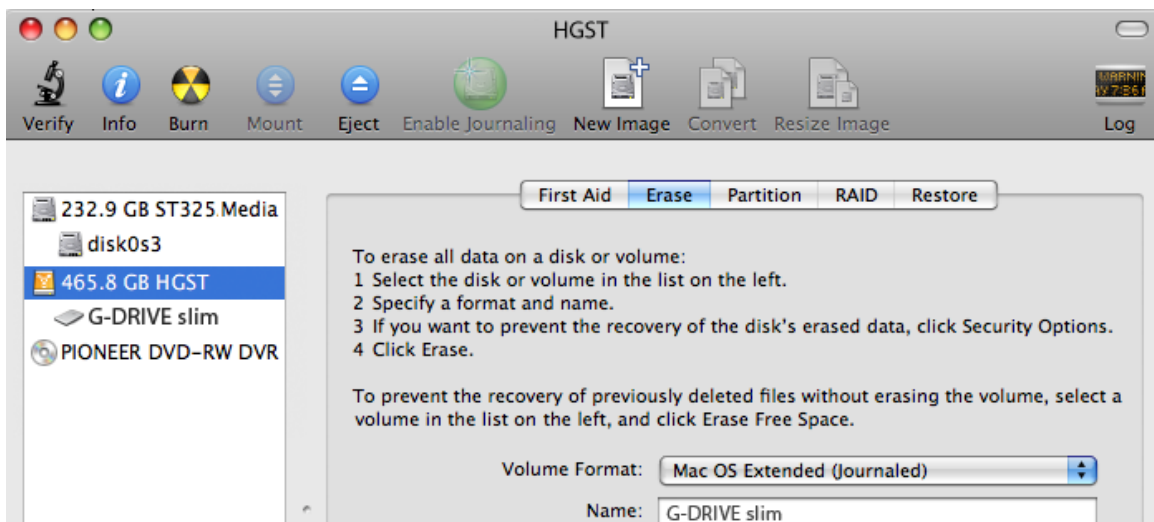 HGST
Verify Info Burn Mount Eject Enable Journaling New Image Convert Resize Image Log
First Aid Erase Partition RAID Restore
232.9 GB ST325 Media
disk0s3
465.8 GB HGST
G-DRIVE slim
PIONEER DVD-RW DVR
To erase all data on a disk or volume:
1 Select the disk or volume in the list on the left.
2 Specify a format and name.
3 If you want to prevent the recovery of the disk's erased data, click Security Options.
4 Click Erase.
To prevent the recovery of previously deleted files without erasing the volume, select a
volume in the list on the left, and click Erase Free Space.
Volume Format: Mac OS Extended (Journaled)
Name: G-DRIVE slim